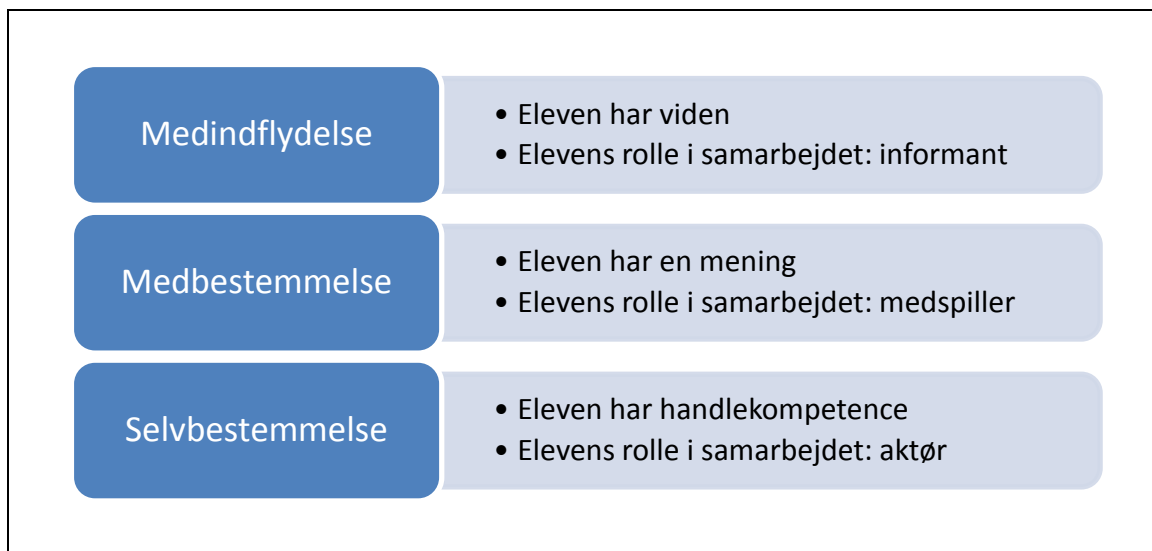 Medindflydelse
• Eleven har viden
• Elevens rolle i samarbejdet: informant
Medbestemmelse
• Eleven har en mening
• Elevens rolle i samarbejdet: medspiller
Selvbestemmelse
• Eleven har handlekompetence
• Elevens rolle i samarbejdet: aktør